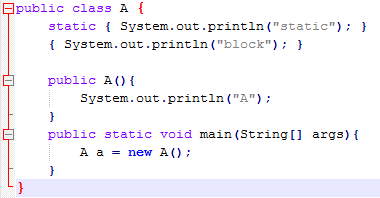 public class A {
    static { System.out.println("static"); }
    { System.out.println("block"); }

    public A(){
        System.out.println("A");
    }
    public static void main(String[] args){
        A a = new A();
    }
}